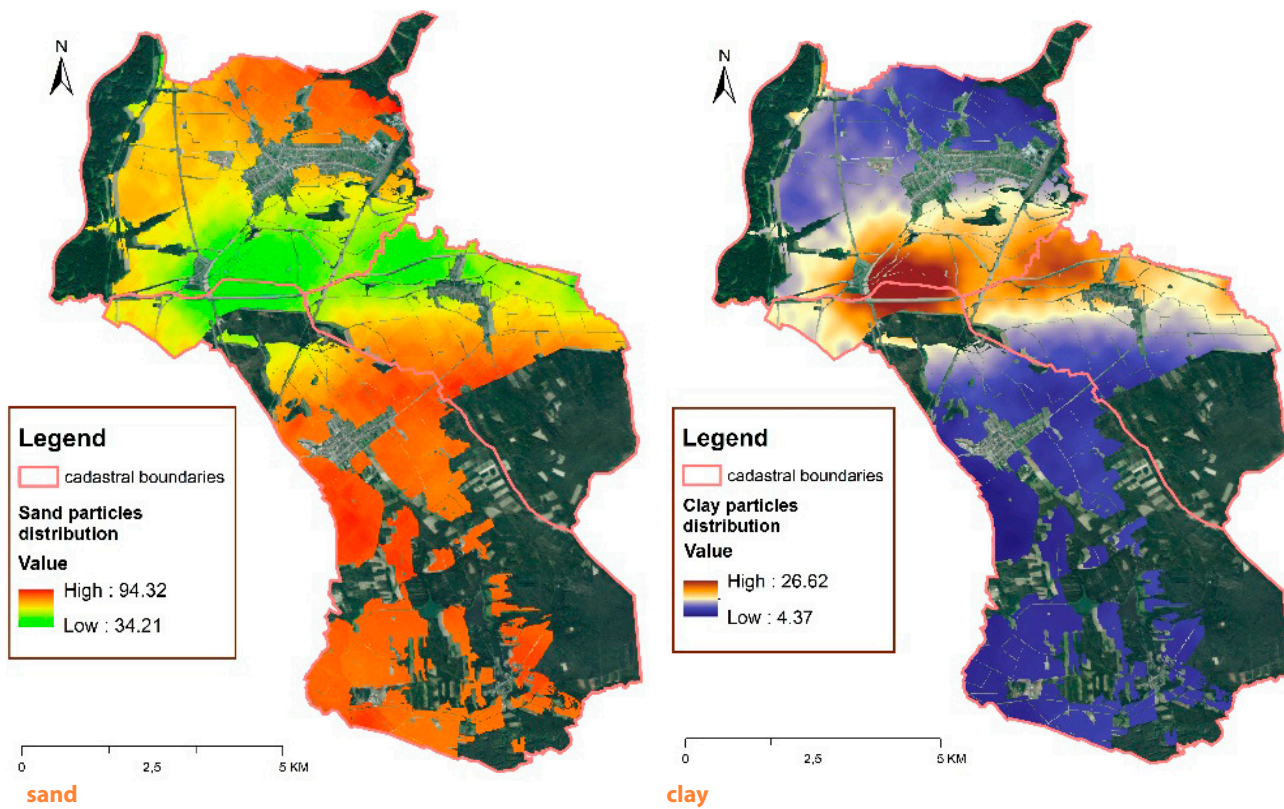 N
Legend
cadastral boundaries
Sand particles
distribution
Value
High : 94.32
Low : 34.21
0 2,5 5 KM
sand
N
Legend
cadastral boundaries
Clay particles
distribution
Value
High : 26.62
Low : 4.37
0 2,5 5 KM
clay